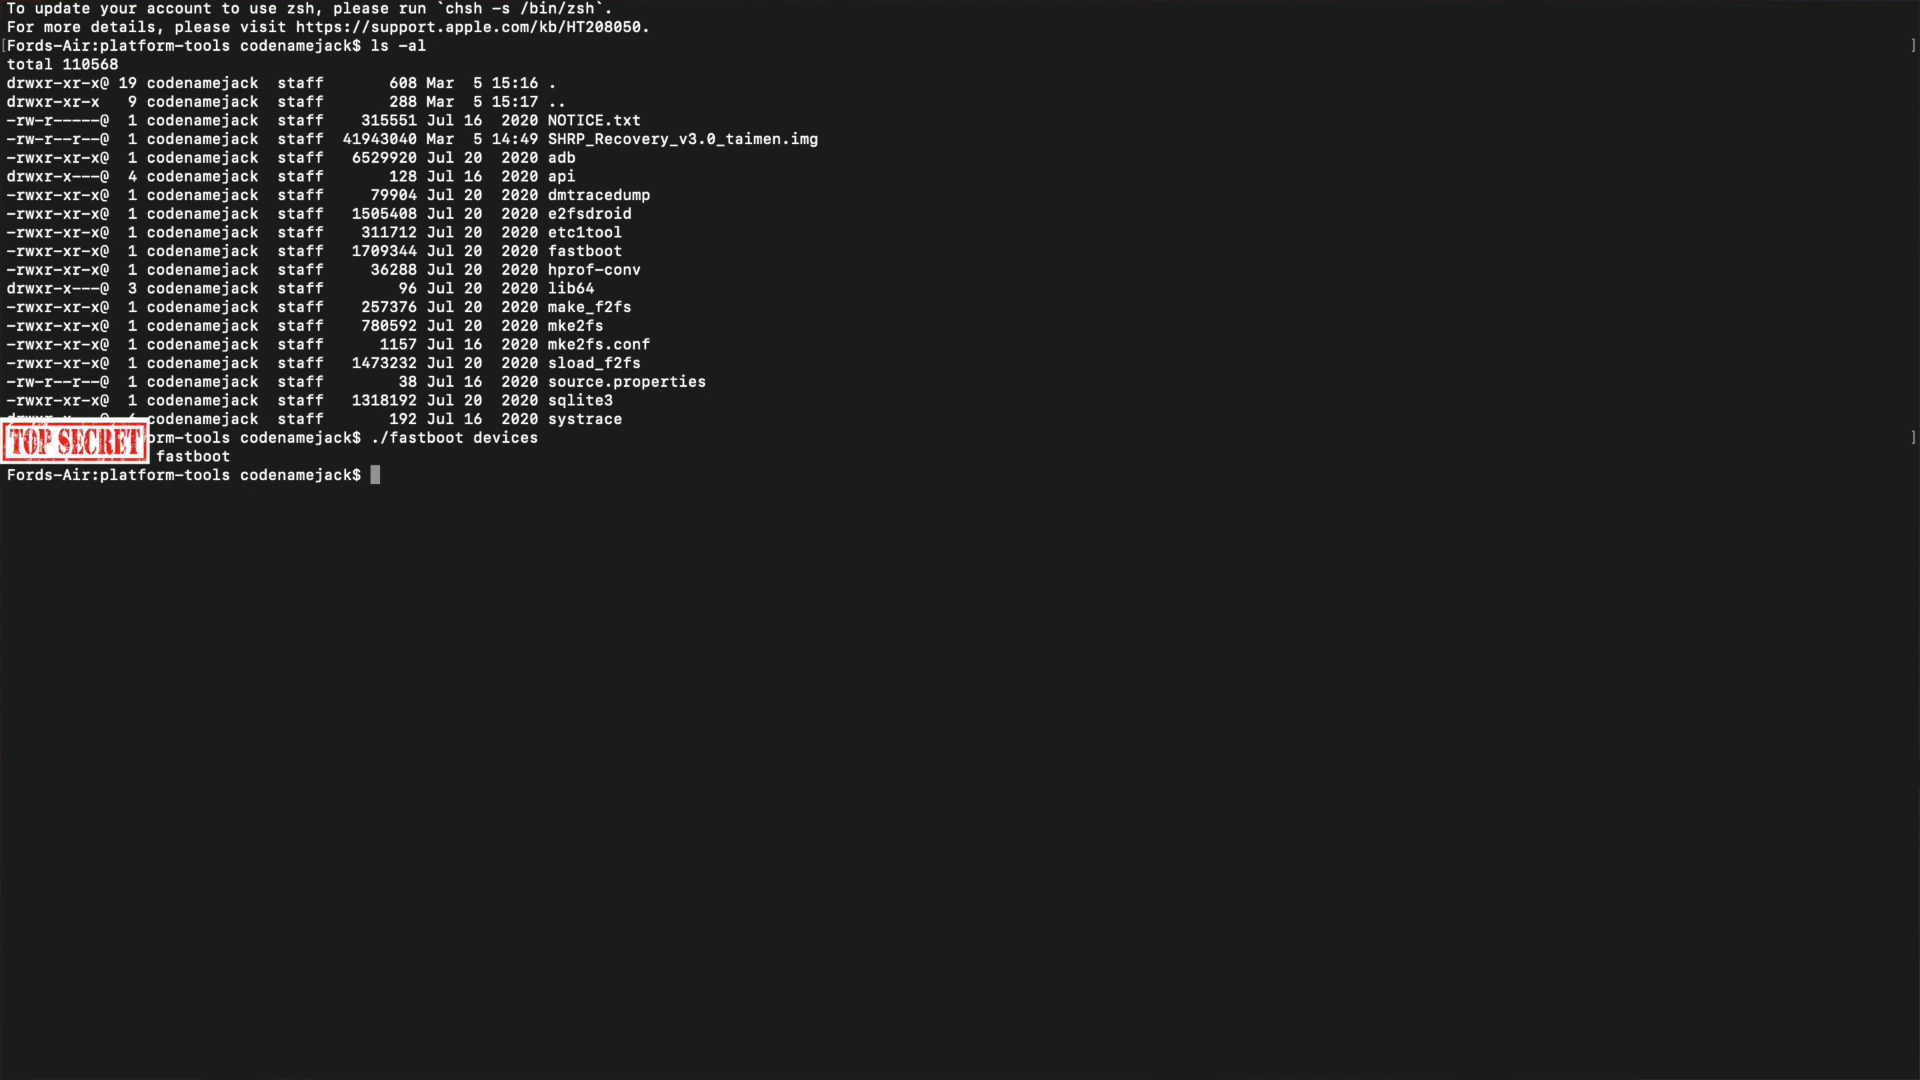 To update your account to use zsh, please run `chsh -s /bin/zsh`.
For more details, please visit https://support.apple.com/kb/HT208050.
[Fords-Air:platform-tools codenamejack$ ls -al ]
total 110568
drwxr-xr-x@ 19 codenamejack  staff       608 Mar  5 15:16 .
drwxr-xr-x   9 codenamejack  staff       288 Mar  5 15:17 ..
-rw-r-----@  1 codenamejack  staff    315551 Jul 16  2020 NOTICE.txt
-rw-r--r--@  1 codenamejack  staff  41943040 Mar  5 14:49 SHRP_Recovery_v3.0_taimen.img
-rwxr-xr-x@  1 codenamejack  staff   6529920 Jul 20  2020 adb
drwxr-x---@  4 codenamejack  staff       128 Jul 16  2020 api
-rwxr-xr-x@  1 codenamejack  staff     79904 Jul 20  2020 dmtracedump
-rwxr-xr-x@  1 codenamejack  staff   1505408 Jul 20  2020 e2fsdroid
-rwxr-xr-x@  1 codenamejack  staff    311712 Jul 20  2020 etc1tool
-rwxr-xr-x@  1 codenamejack  staff   1709344 Jul 20  2020 fastboot
-rwxr-xr-x@  1 codenamejack  staff     36288 Jul 20  2020 hprof-conv
drwxr-x---@  3 codenamejack  staff        96 Jul 20  2020 lib64
-rwxr-xr-x@  1 codenamejack  staff    257376 Jul 20  2020 make_f2fs
-rwxr-xr-x@  1 codenamejack  staff    780592 Jul 20  2020 mke2fs
-rwxr-xr-x@  1 codenamejack  staff      1157 Jul 16  2020 mke2fs.conf
-rwxr-xr-x@  1 codenamejack  staff   1473232 Jul 20  2020 sload_f2fs
-rw-r--r--@  1 codenamejack  staff        38 Jul 16  2020 source.properties
-rwxr-xr-x@  1 codenamejack  staff   1318192 Jul 20  2020 sqlite3
codenamejack  staff       192 Jul 16  2020 systrace
TOP SECRET
orm-tools codenamejack$ ./fastboot devices ]
fastboot
Fords-Air:platform-tools codenamejack$